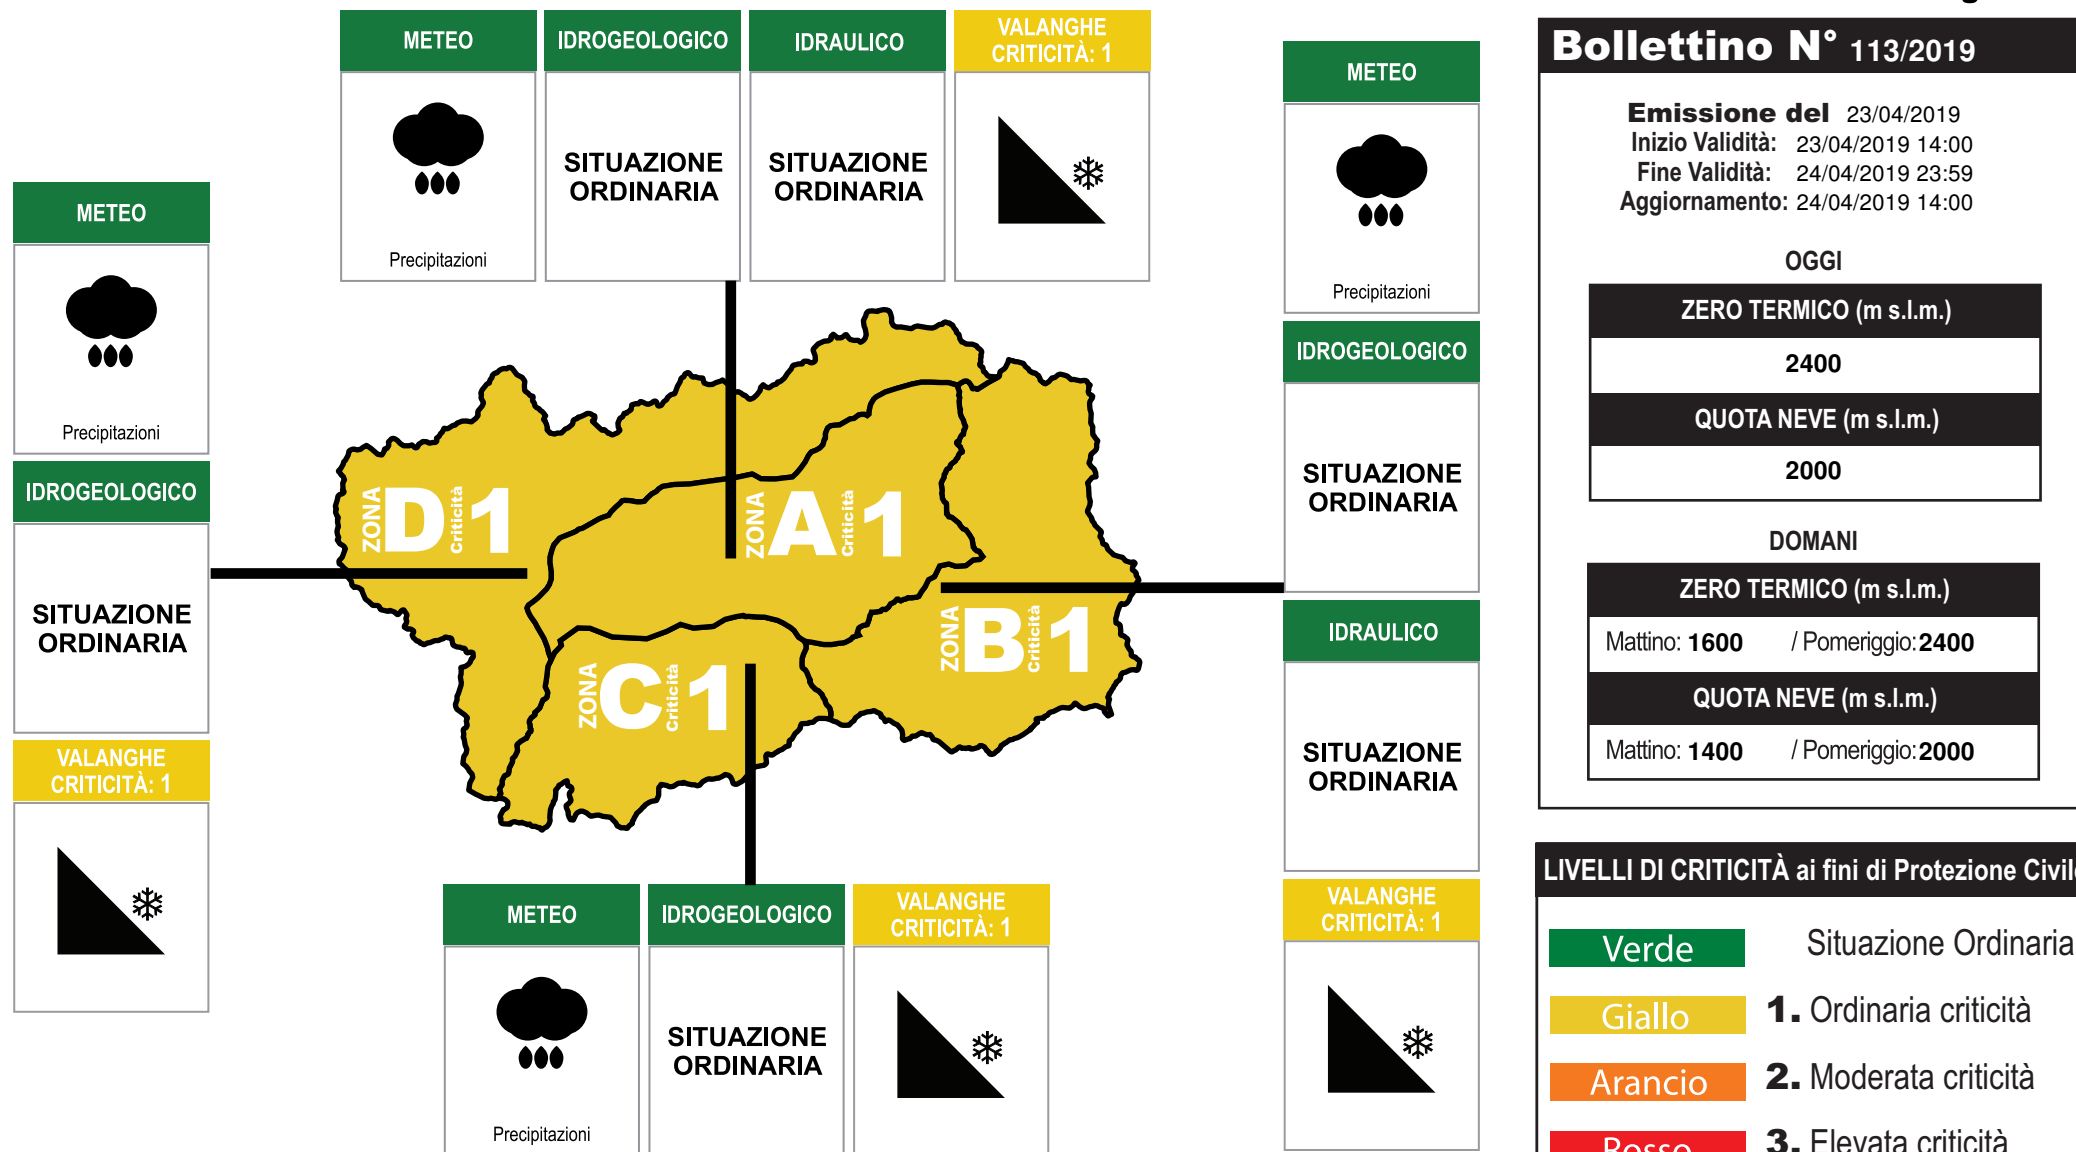 METEO
IDROGEOLOGICO
IDRAULICO
VALANGHE
CRITICITÀ: 1
Precipitazioni
SITUAZIONE
ORDINARIA
SITUAZIONE
ORDINARIA
METEO
Precipitazioni
IDROGEOLOGICO
SITUAZIONE
ORDINARIA
VALANGHE
CRITICITÀ: 1
ZONA D Criticità 1
ZONA A Criticità 1
ZONA B Criticità 1
ZONA C Criticità 1
METEO
IDROGEOLOGICO
VALANGHE
CRITICITÀ: 1
Precipitazioni
SITUAZIONE
ORDINARIA
METEO
Precipitazioni
IDROGEOLOGICO
SITUAZIONE
ORDINARIA
IDRAULICO
SITUAZIONE
ORDINARIA
VALANGHE
CRITICITÀ: 1
Bollettino N° 113/2019
Emissione del 23/04/2019
Inizio Validità: 23/04/2019 14:00
Fine Validità: 24/04/2019 23:59
Aggiornamento: 24/04/2019 14:00
OGGI
ZERO TERMICO (m s.l.m.)
2400
QUOTA NEVE (m s.l.m.)
2000
DOMANI
ZERO TERMICO (m s.l.m.)
Mattino: 1600 / Pomeriggio: 2400
QUOTA NEVE (m s.l.m.)
Mattino: 1400 / Pomeriggio: 2000
LIVELLI DI CRITICITÀ ai fini di Protezione Civile
Verde Situazione Ordinaria
Giallo 1. Ordinaria criticità
Arancio 2. Moderata criticità
Rosso 3. Elevata criticità